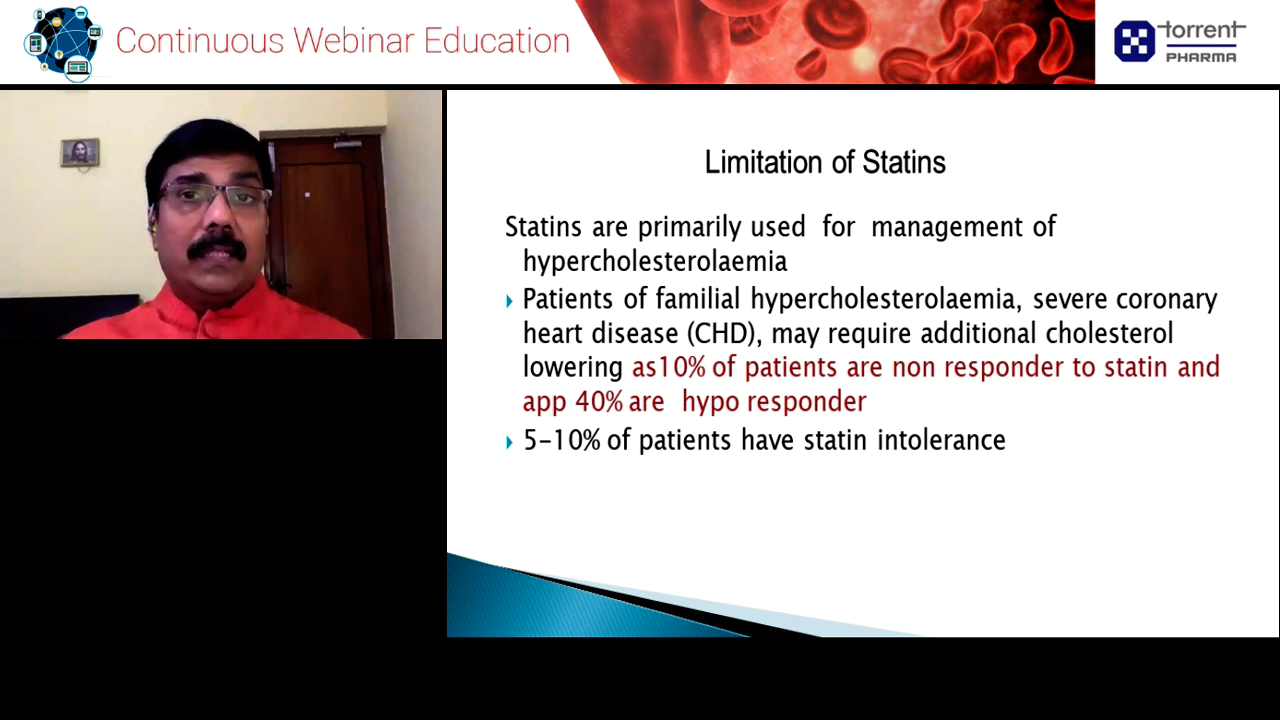 Continuous Webinar Education
torrent
PHARMA
Limitation of Statins
Statins are primarily used for management of
hypercholesterolaemia
Patients of familial hypercholesterolaemia, severe coronary
heart disease (CHD), may require additional cholesterol
lowering as10% of patients are non responder to statin and
app 40% are hypo responder
5-10% of patients have statin intolerance